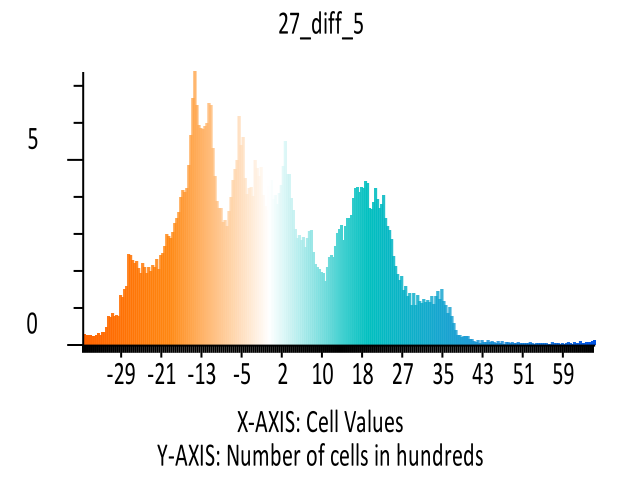 27_diff_5
5
0
-29 -21 -13 -5 2 10 18 27 35 43 51 59
X-AXIS: Cell Values
Y-AXIS: Number of cells in hundreds